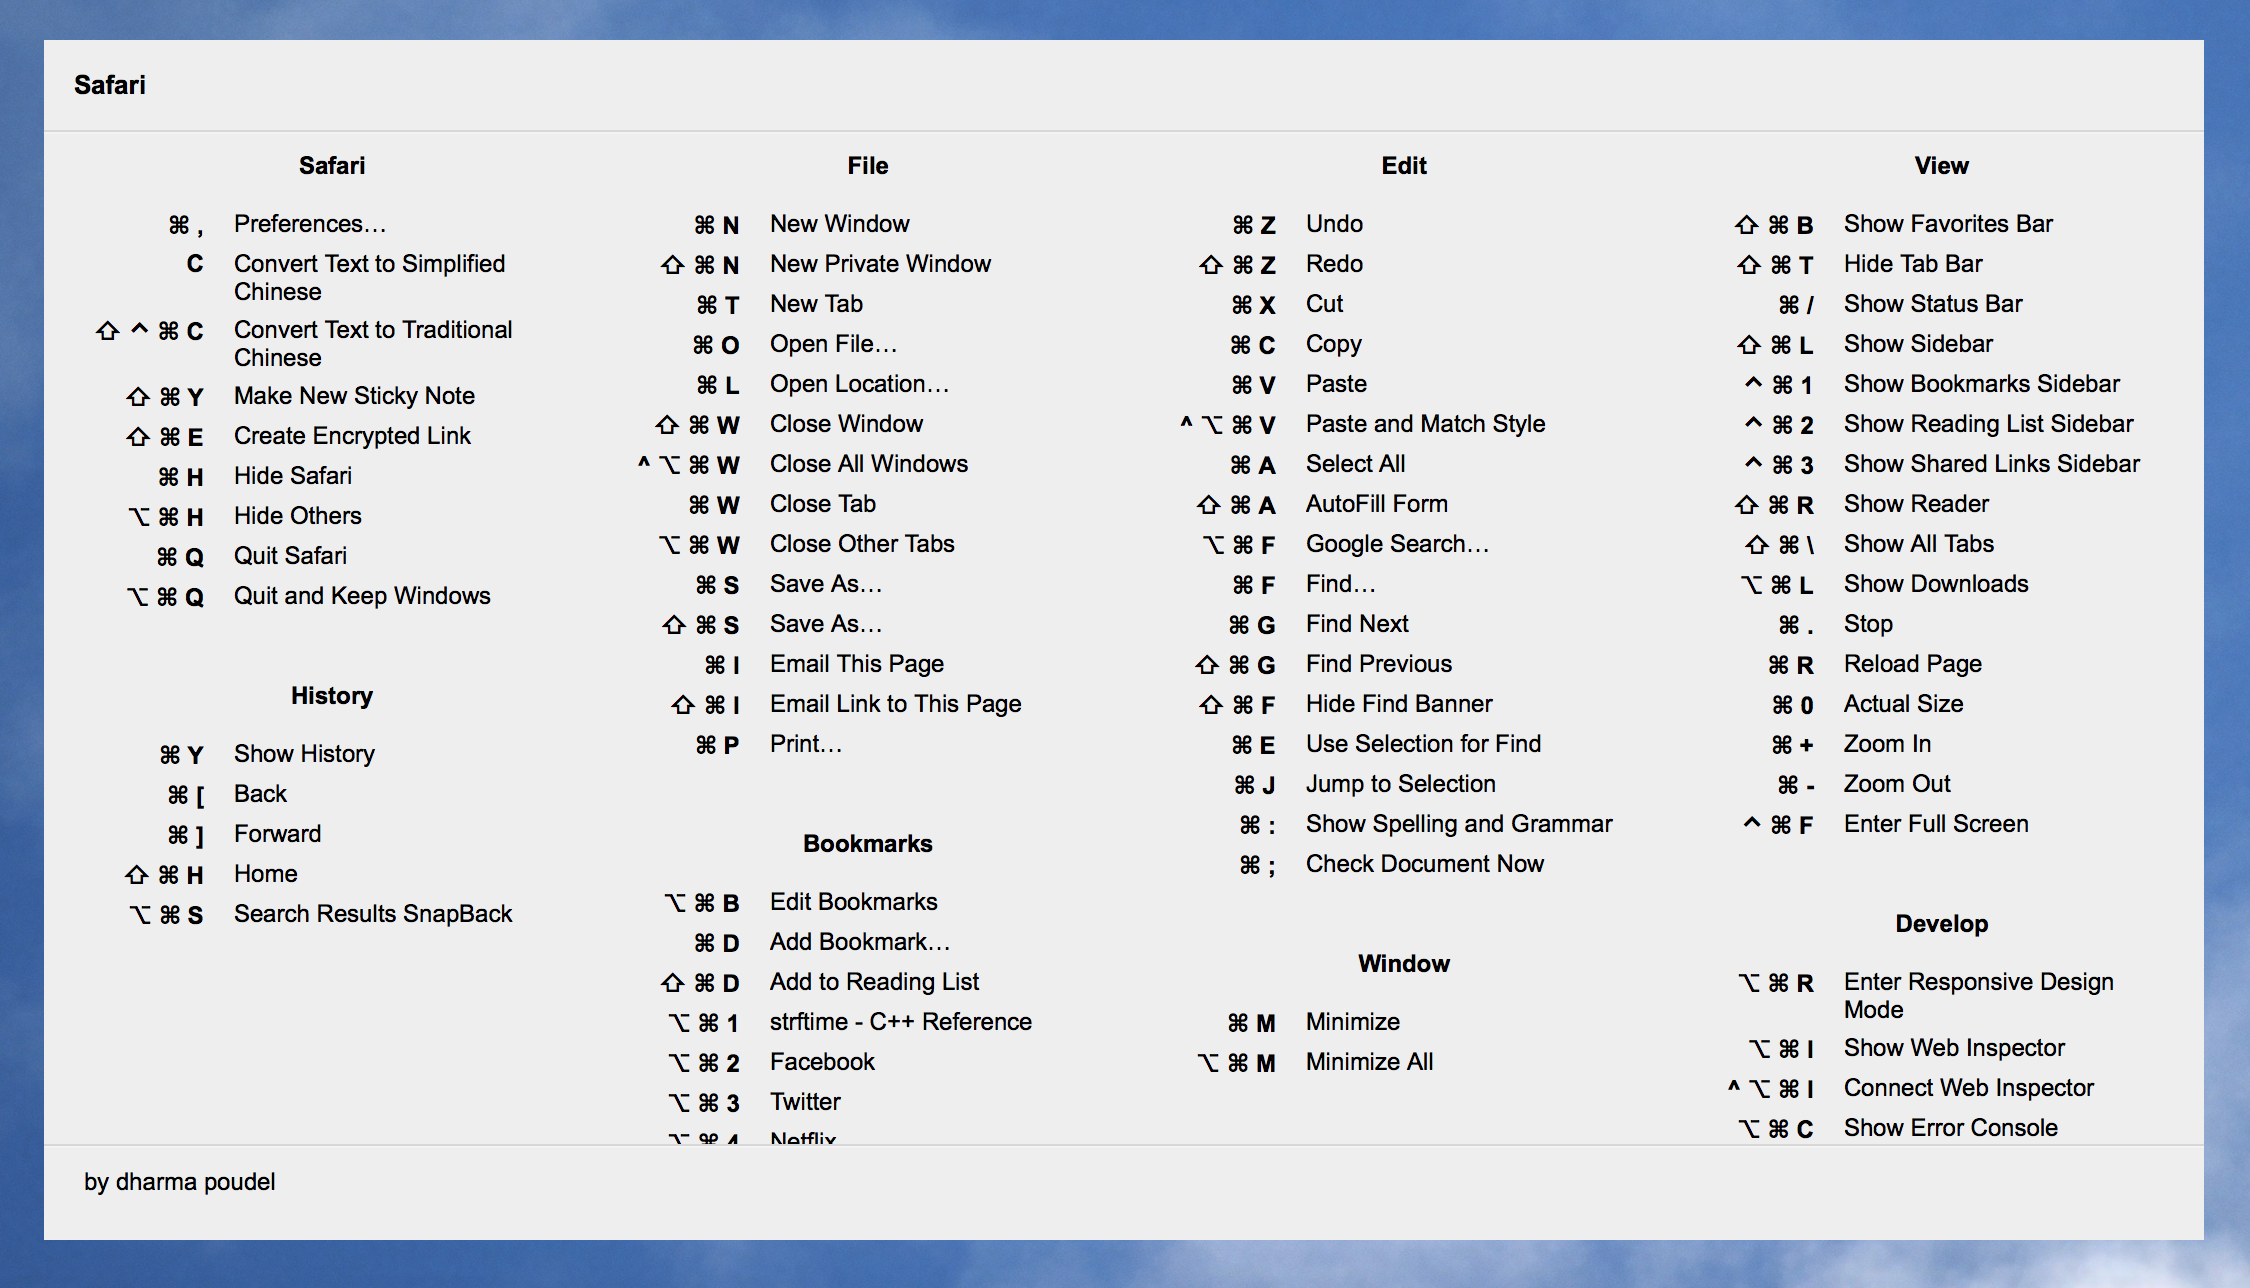 Safari
Safari
⌘ , Preferences…
C Convert Text to Simplified
Chinese
⇧ ^ ⌘ C Convert Text to Traditional
Chinese
⇧ ⌘ Y Make New Sticky Note
⇧ ⌘ E Create Encrypted Link
⌘ H Hide Safari
⌥ ⌘ H Hide Others
⌘ Q Quit Safari
⌥ ⌘ Q Quit and Keep Windows
History
⌘ Y Show History
⌘ [ Back
⌘ ] Forward
⇧ ⌘ H Home
⌥ ⌘ S Search Results SnapBack
File
⌘ N New Window
⇧ ⌘ N New Private Window
⌘ T New Tab
⌘ O Open File…
⌘ L Open Location…
⇧ ⌘ W Close Window
^ ⌥ ⌘ W Close All Windows
⌘ W Close Tab
⌥ ⌘ W Close Other Tabs
⌘ S Save As…
⇧ ⌘ S Save As…
⌘ I Email This Page
⇧ ⌘ I Email Link to This Page
⌘ P Print…
Bookmarks
⌥ ⌘ B Edit Bookmarks
⌘ D Add Bookmark…
⇧ ⌘ D Add to Reading List
⌥ ⌘ 1 strftime - C++ Reference
⌥ ⌘ 2 Facebook
⌥ ⌘ 3 Twitter
⌥ ⌘ 4 Netflix
Edit
⌘ Z Undo
⇧ ⌘ Z Redo
⌘ X Cut
⌘ C Copy
⌘ V Paste
^ ⌥ ⌘ V Paste and Match Style
⌘ A Select All
⇧ ⌘ A AutoFill Form
⌥ ⌘ F Google Search…
⌘ F Find…
⌘ G Find Next
⇧ ⌘ G Find Previous
⇧ ⌘ F Hide Find Banner
⌘ E Use Selection for Find
⌘ J Jump to Selection
⌘ : Show Spelling and Grammar
⌘ ; Check Document Now
Window
⌘ M Minimize
⌥ ⌘ M Minimize All
View
⇧ ⌘ B Show Favorites Bar
⇧ ⌘ T Hide Tab Bar
⌘ / Show Status Bar
⇧ ⌘ L Show Sidebar
^ ⌘ 1 Show Bookmarks Sidebar
^ ⌘ 2 Show Reading List Sidebar
^ ⌘ 3 Show Shared Links Sidebar
⇧ ⌘ R Show Reader
⇧ ⌘ \ Show All Tabs
⌥ ⌘ L Show Downloads
⌘ . Stop
⌘ R Reload Page
⌘ 0 Actual Size
⌘ + Zoom In
⌘ - Zoom Out
^ ⌘ F Enter Full Screen
Develop
⌥ ⌘ R Enter Responsive Design
Mode
⌥ ⌘ I Show Web Inspector
^ ⌥ ⌘ I Connect Web Inspector
⌥ ⌘ C Show Error Console
by dharma poudel